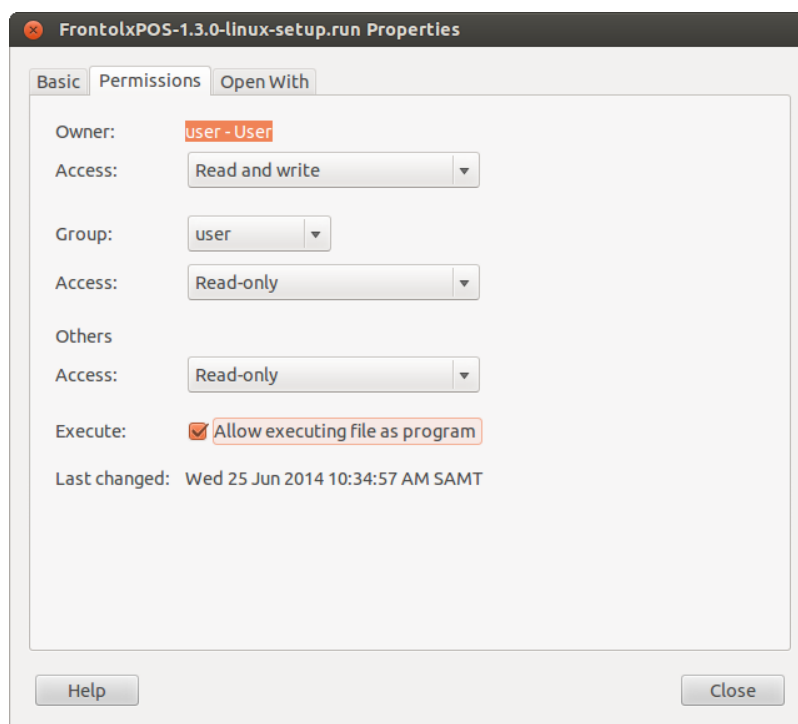 FrontolxPOS-1.3.0-linux-setup.run Properties
Basic Permissions Open With
Owner: user - User
Access: Read and write
Group: user
Access: Read-only
Others
Access: Read-only
Execute: Allow executing file as program
Last changed: Wed 25 Jun 2014 10:34:57 AM SAMT
Help Close